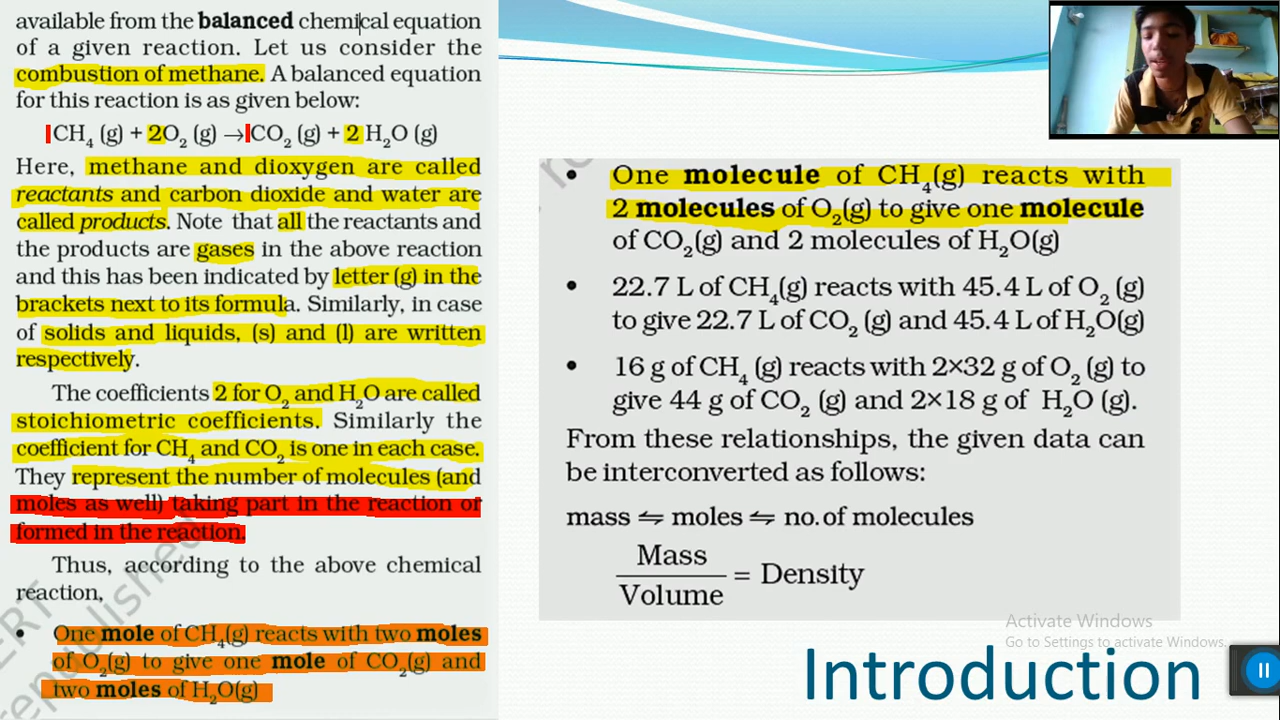 available from the balanced chemical equation
of a given reaction. Let us consider the
combustion of methane. A balanced equation
for this reaction is as given below:
1CH₄ (g) + 2O₂ (g) →1CO₂ (g) + 2 H₂O (g)
Here, methane and dioxygen are called
reactants and carbon dioxide and water are
called products. Note that all the reactants and
the products are gases in the above reaction
and this has been indicated by letter (g) in the
brackets next to its formula. Similarly, in case
of solids and liquids, (s) and (l) are written
respectively.
The coefficients 2 for O₂ and H₂O are called
stoichiometric coefficients. Similarly the
coefficient for CH₄ and CO₂ is one in each case.
They represent the number of molecules (and
moles as well) taking part in the reaction or
formed in the reaction.
Thus, according to the above chemical
reaction,
• One mole of CH₄(g) reacts with two moles
of O₂(g) to give one mole of CO₂(g) and
two moles of H₂O(g)
• One molecule of CH₄(g) reacts with
2 molecules of O₂(g) to give one molecule
of CO₂(g) and 2 molecules of H₂O(g)
• 22.7 L of CH₄(g) reacts with 45.4 L of O₂ (g)
to give 22.7 L of CO₂ (g) and 45.4 L of H₂O(g)
• 16 g of CH₄ (g) reacts with 2×32 g of O₂ (g) to
give 44 g of CO₂ (g) and 2×18 g of H₂O (g).
From these relationships, the given data can
be interconverted as follows:
mass ⇋ moles ⇋ no. of molecules
Mass
Volume
= Density
Activate Windows
Go to Settings to activate Windows.
Introduction